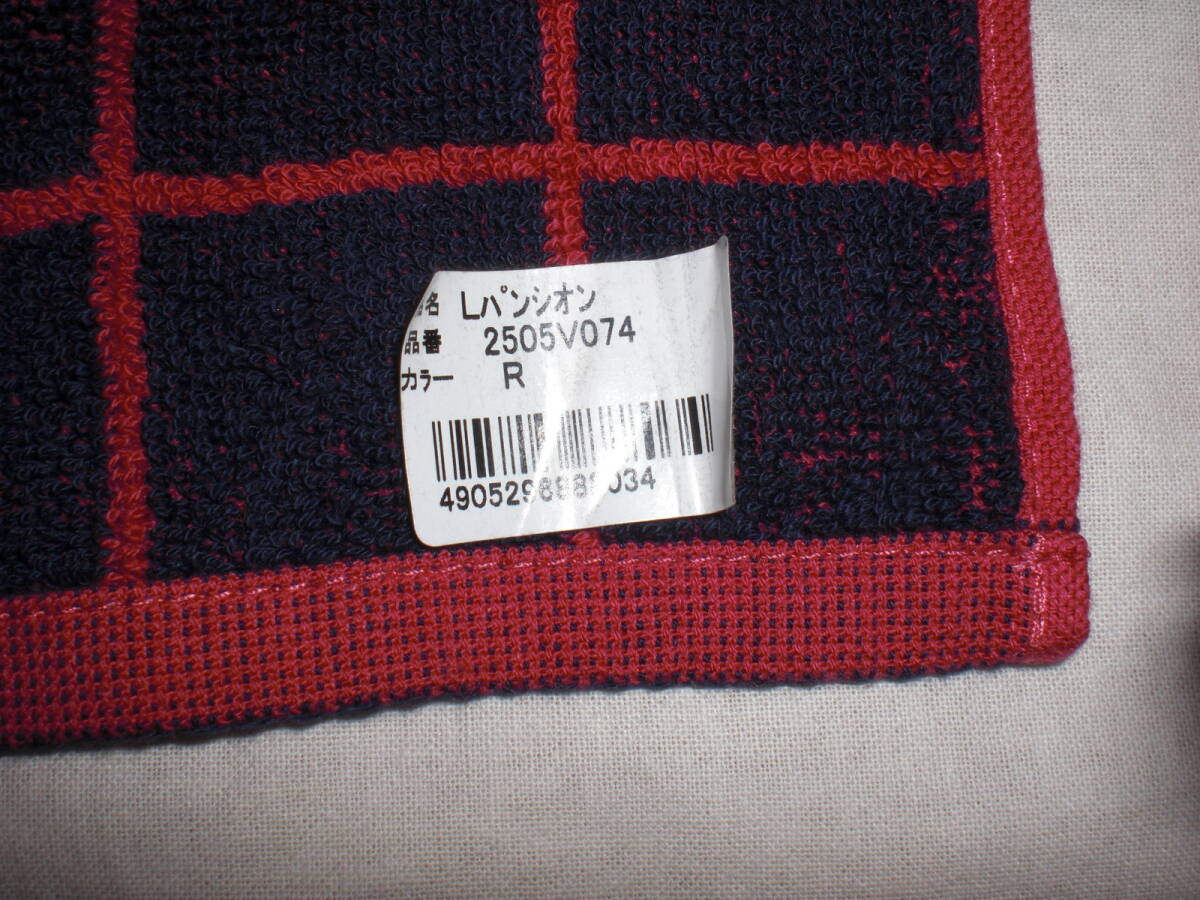 名 Lパンシオン
品番 2505V074
カラー R